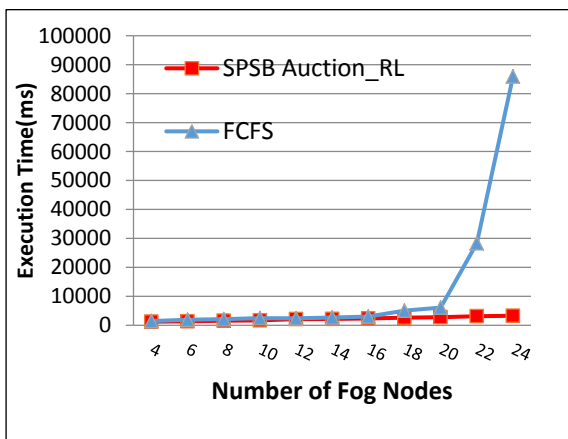 100000
90000
80000
70000
60000
50000
40000
30000
20000
10000
0
Execution Time(ms)
SPSB Auction_RL
FCFS
4 6 8 10 12 14 16 18 20 22 24
Number of Fog Nodes